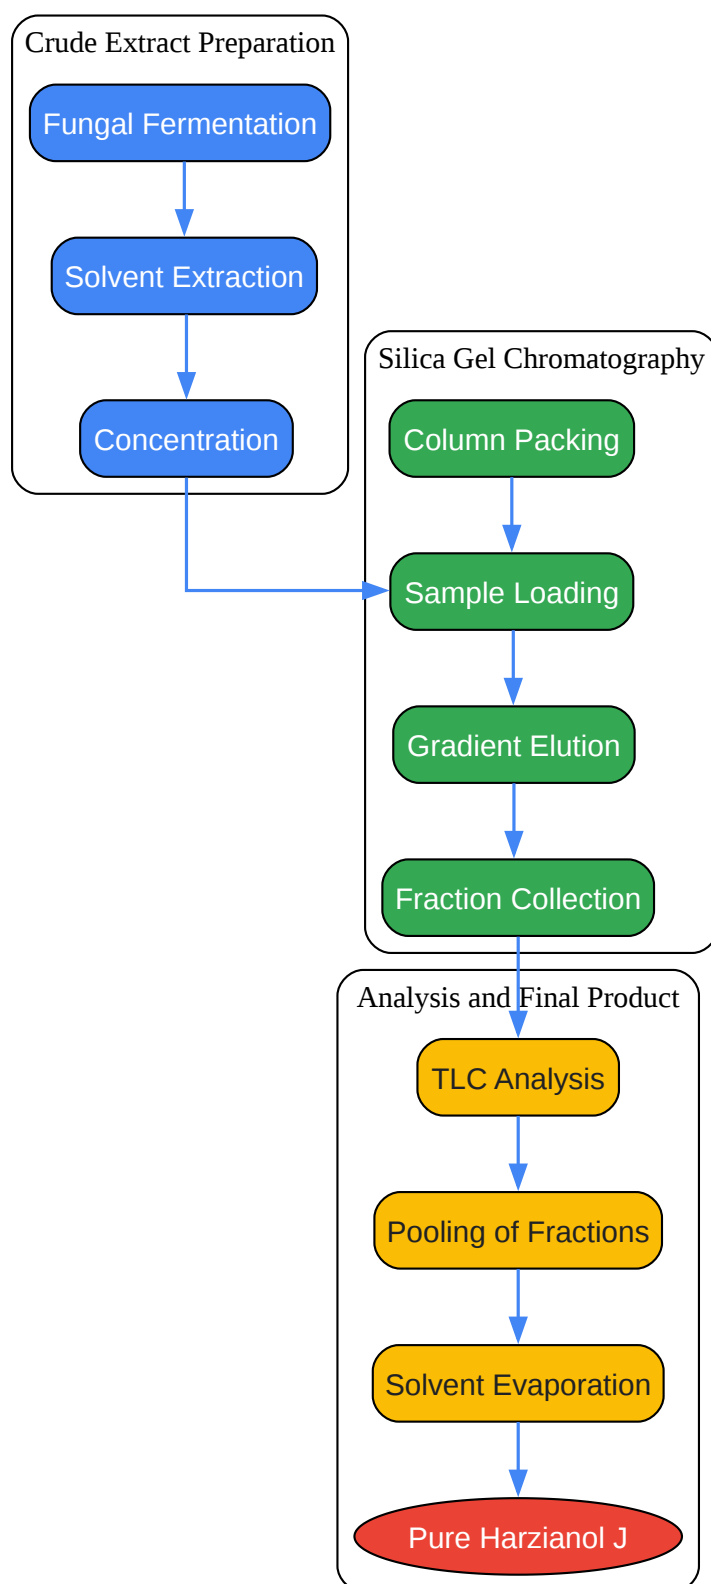 Crude Extract Preparation
Fungal Fermentation
Solvent Extraction
Concentration
Silica Gel Chromatography
Column Packing
Sample Loading
Gradient Elution
Fraction Collection
Analysis and Final Product
TLC Analysis
Pooling of Fractions
Solvent Evaporation
Pure Harzianol J